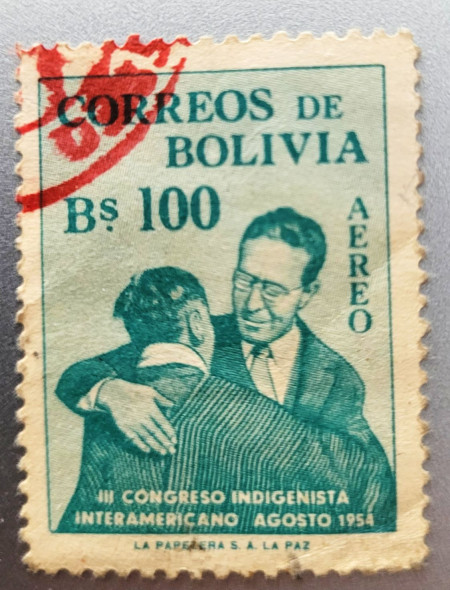 CORREOS DE
BOLIVIA
Bs. 100
AEREO
III CONGRESO INDIGENISTA
INTERAMERICANO AGOSTO 1954
LA PAPELERA S. A. LA PAZ